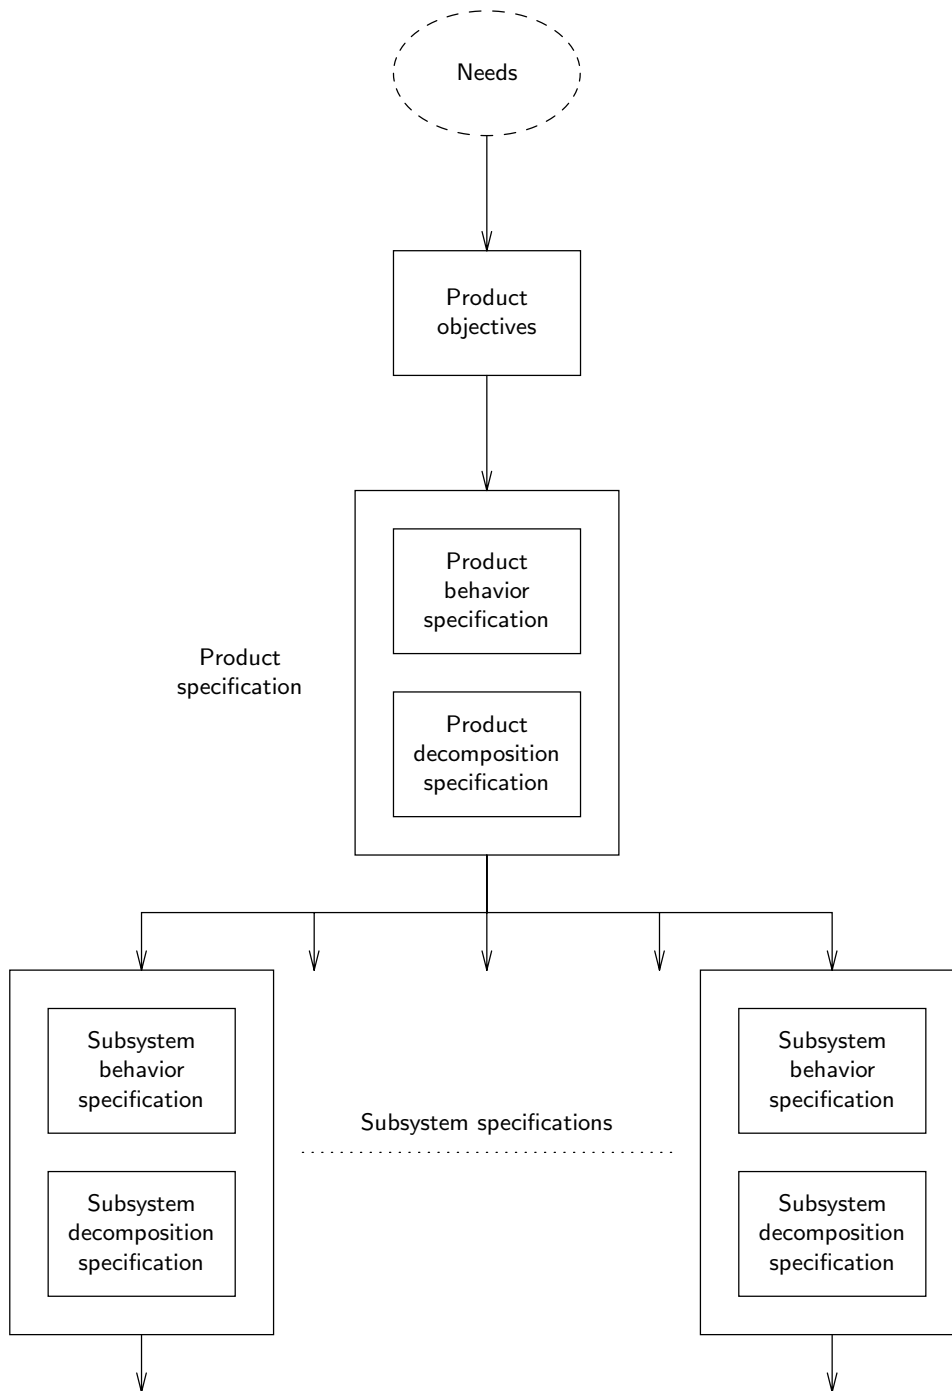 Needs
Product
objectives
Product
behavior
specification
Product
specification
Product
decomposition
specification
Subsystem
behavior
specification
Subsystem
behavior
specification
Subsystem specifications
Subsystem
decomposition
specification
Subsystem
decomposition
specification